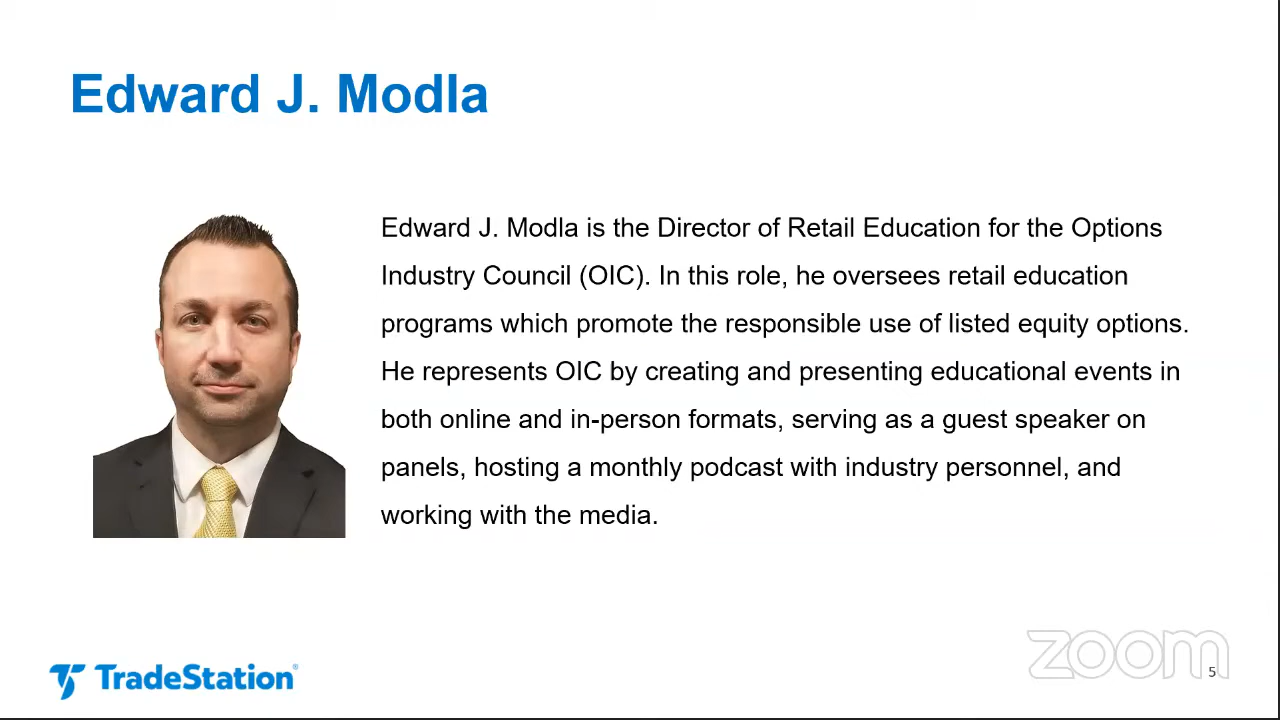 Edward J. Modla
Edward J. Modla is the Director of Retail Education for the Options
Industry Council (OIC). In this role, he oversees retail education
programs which promote the responsible use of listed equity options.
He represents OIC by creating and presenting educational events in
both online and in-person formats, serving as a guest speaker on
panels, hosting a monthly podcast with industry personnel, and
working with the media.
TradeStation®
zoom
5